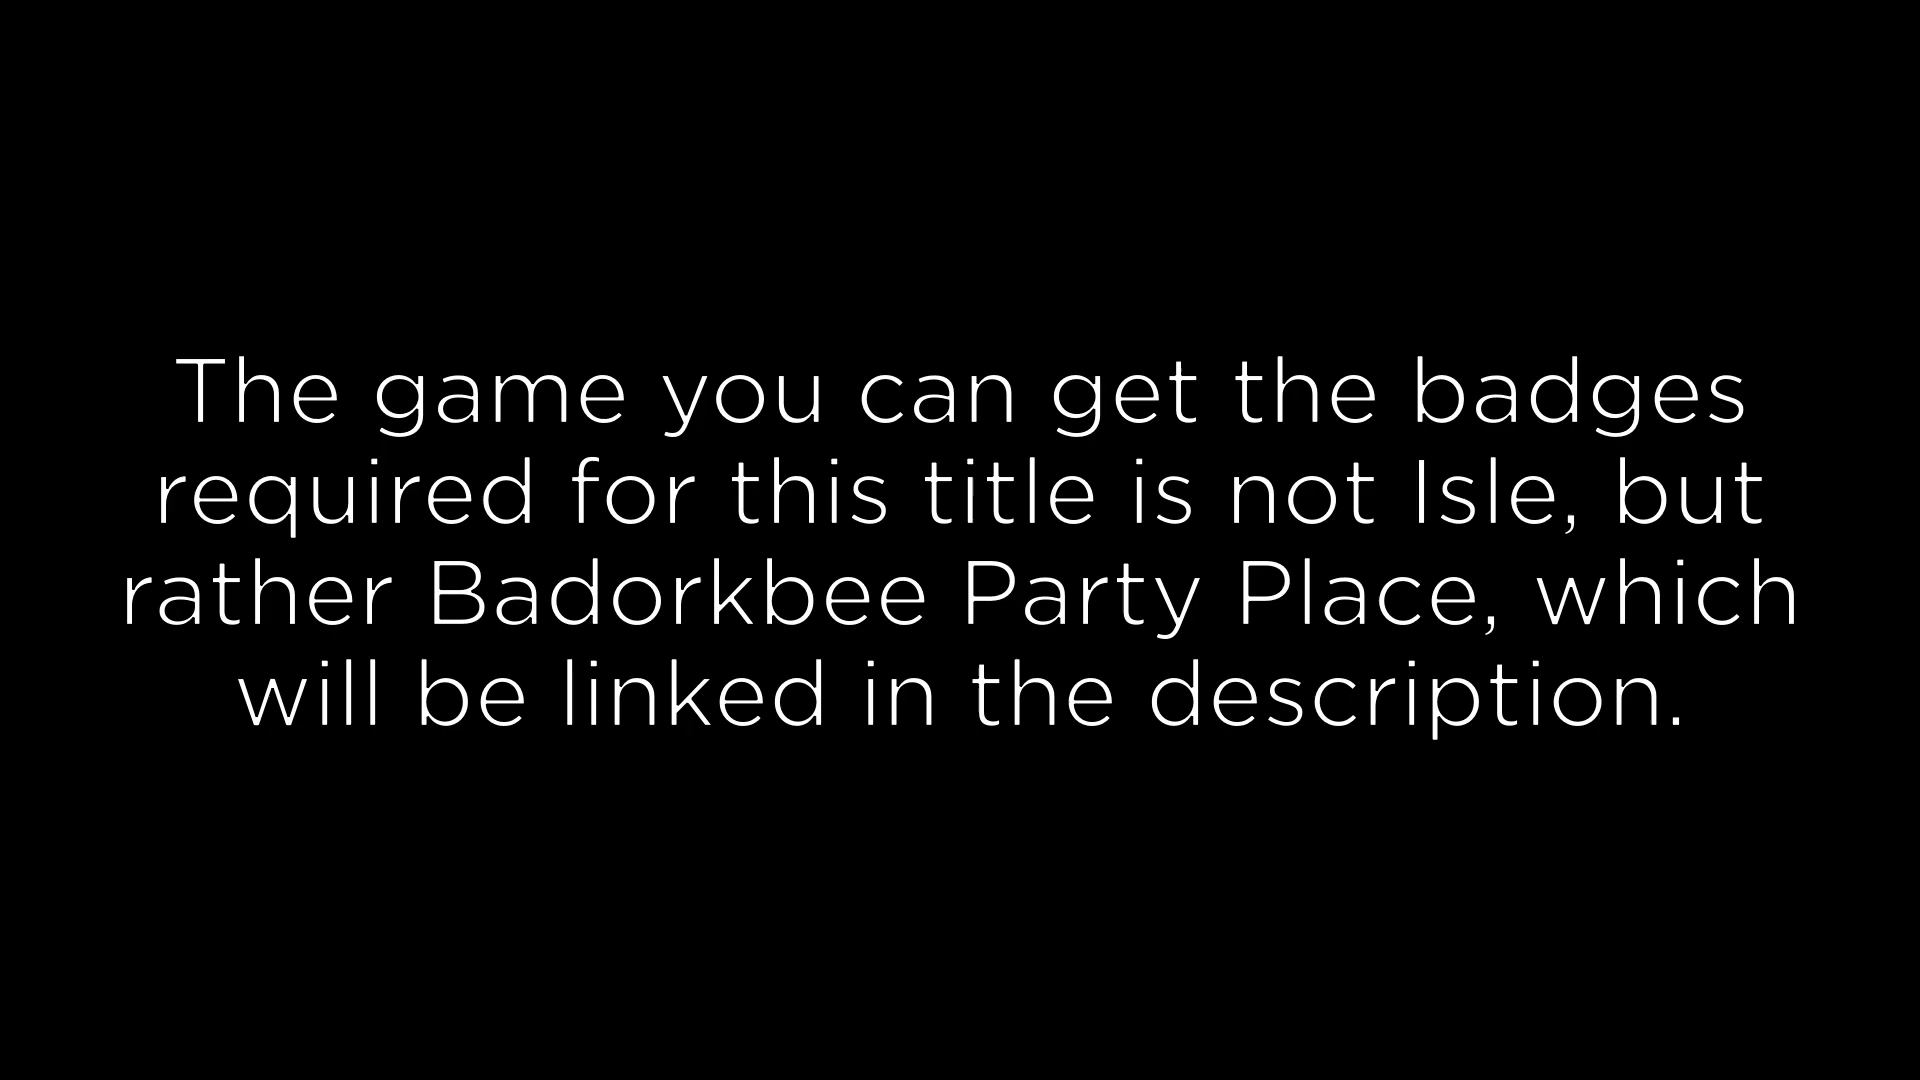 The game you can get the badges
required for this title is not Isle, but
rather Badorkbee Party Place, which
will be linked in the description.